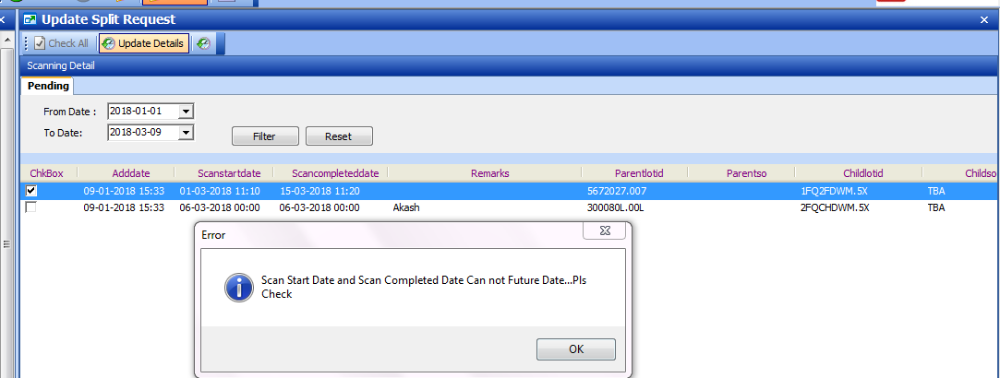 Update Split Request
Check All Update Details
Scanning Detail
Pending
From Date : 2018-01-01
To Date: 2018-03-09 Filter Reset
ChkBox Adddate Scanstartdate Scancompleteddate Remarks Parentlotid Parentso Childlotid Childso
09-01-2018 15:33 01-03-2018 11:10 15-03-2018 11:20 5672027.007 1FQ2FDWM.5X TBA
09-01-2018 15:33 06-03-2018 00:00 06-03-2018 00:00 Akash 300080L.00L 2FQCHDWM.5X TBA
Error
Scan Start Date and Scan Completed Date Can not Future Date...Pls
Check
OK